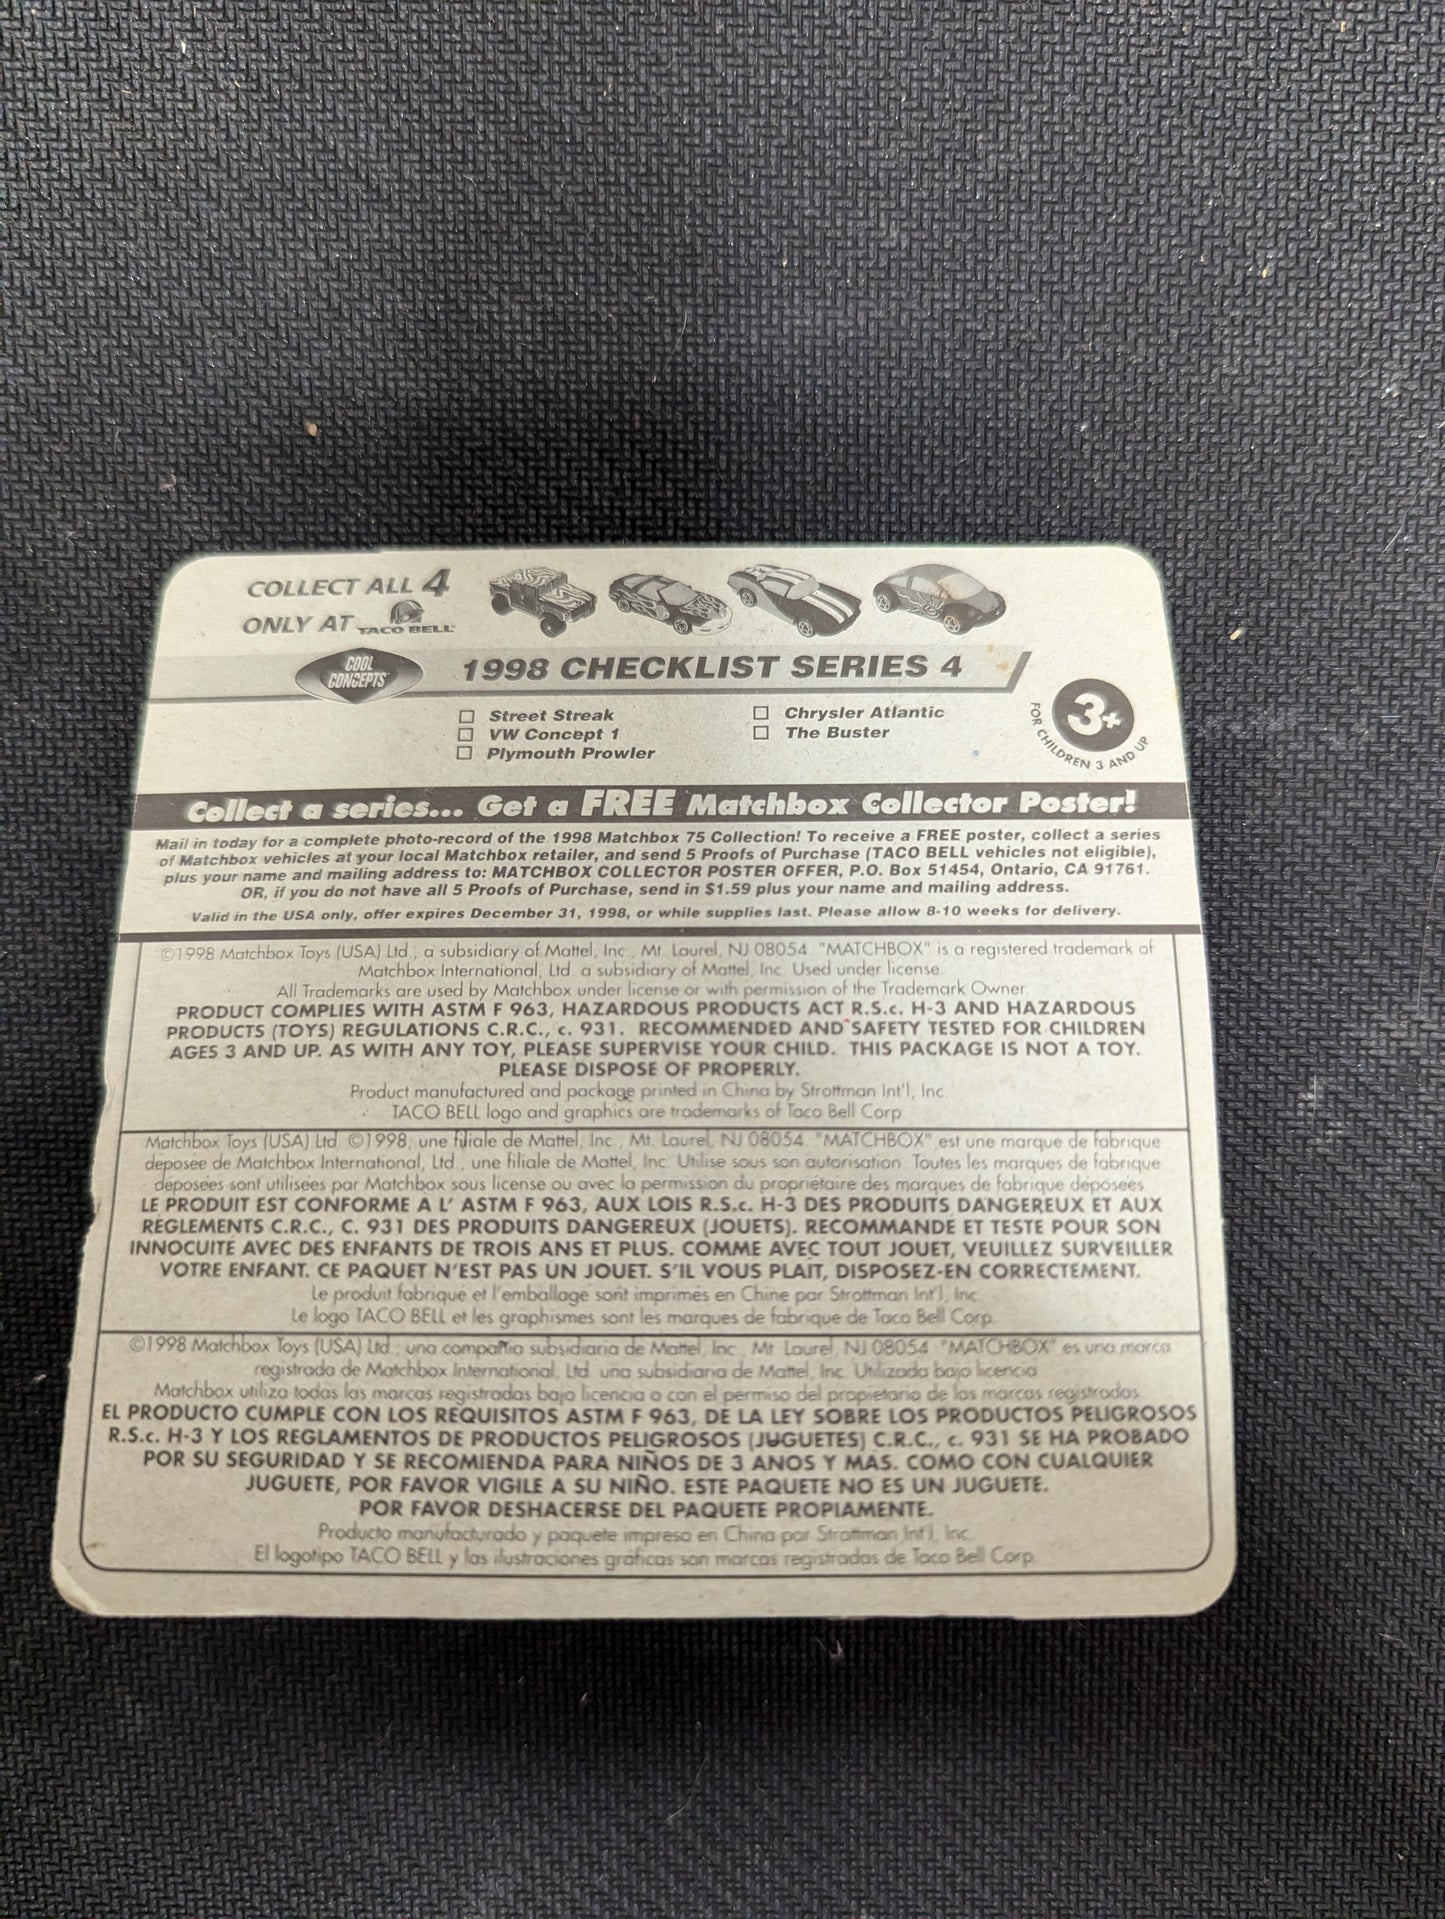 COLLECT ALL 4
ONLY AT TACO BELL
COOL
CONCEPTS
1998 CHECKLIST SERIES 4
☐ Street Streak
☐ VW Concept 1
☐ Plymouth Prowler
☐ Chrysler Atlantic
☐ The Buster
3+
FOR CHILDREN 3 AND UP
Collect a series... Get a FREE Matchbox Collector Poster!
Mail in today for a complete photo-record of the 1998 Matchbox 75 Collection! To receive a FREE poster, collect a series
of Matchbox vehicles at your local Matchbox retailer, and send 5 Proofs of Purchase (TACO BELL vehicles not eligible),
plus your name and mailing address to: MATCHBOX COLLECTOR POSTER OFFER, P.O. Box 51454, Ontario, CA 91761.
OR, if you do not have all 5 Proofs of Purchase, send in $1.59 plus your name and mailing address.
Valid in the USA only, offer expires December 31, 1998, or while supplies last. Please allow 8-10 weeks for delivery.
©1998 Matchbox Toys (USA) Ltd., a subsidiary of Mattel, Inc., Mt. Laurel, NJ 08054. "MATCHBOX" is a registered trademark of
Matchbox International, Ltd. a subsidiary of Mattel, Inc. Used under license.
All Trademarks are used by Matchbox under license or with permission of the Trademark Owner.
PRODUCT COMPLIES WITH ASTM F 963, HAZARDOUS PRODUCTS ACT R.S.c. H-3 AND HAZARDOUS
PRODUCTS (TOYS) REGULATIONS C.R.C., c. 931. RECOMMENDED AND SAFETY TESTED FOR CHILDREN
AGES 3 AND UP. AS WITH ANY TOY, PLEASE SUPERVISE YOUR CHILD. THIS PACKAGE IS NOT A TOY.
PLEASE DISPOSE OF PROPERLY.
Product manufactured and package printed in China by Strottman Int'l, Inc.
TACO BELL logo and graphics are trademarks of Taco Bell Corp.
Matchbox Toys (USA) Ltd. ©1998, une filiale de Mattel, Inc., Mt. Laurel, NJ 08054. "MATCHBOX" est une marque de fabrique
déposée de Matchbox International, Ltd., une filiale de Mattel, Inc. Utilise sous son autorisation. Toutes les marques de fabrique
déposées sont utilisées par Matchbox sous license ou avec la permission du propriétaire des marques de fabrique déposées.
LE PRODUIT EST CONFORME À L' ASTM F 963, AUX LOIS R.S.c. H-3 DES PRODUITS DANGEREUX ET AUX
RÈGLEMENTS C.R.C., C. 931 DES PRODUITS DANGEREUX (JOUETS). RECOMMANDE ET TESTE POUR SON
INNOCUITE AVEC DES ENFANTS DE TROIS ANS ET PLUS. COMME AVEC TOUT JOUET, VEUILLEZ SURVEILLER
VOTRE ENFANT. CE PAQUET N'EST PAS UN JOUET. S'IL VOUS PLAIT, DISPOSEZ-EN CORRECTEMENT.
Le produit fabriqué et l'emballage sont imprimés en Chine par Strottman Int'l, Inc.
Le logo TACO BELL et les graphismes sont les marques de fabrique de Taco Bell Corp.
©1998 Matchbox Toys (USA) Ltd., una compañia subsidiaria de Mattel, Inc., Mt. Laurel, NJ 08054. "MATCHBOX" es una marca
registrada de Matchbox International, Ltd. una subsidiaria de Mattel, Inc. Utilizada bajo licencia
Matchbox utiliza todas las marcas registradas bajo licencia o con el permiso del propietario de las marcas registradas.
EL PRODUCTO CUMPLE CON LOS REQUISITOS ASTM F 963, DE LA LEY SOBRE LOS PRODUCTOS PELIGROSOS
R.S.c. H-3 Y LOS REGLAMENTOS DE PRODUCTOS PELIGROSOS (JUGUETES) C.R.C., c. 931 SE HA PROBADO
POR SU SEGURIDAD Y SE RECOMIENDA PARA NIÑOS DE 3 ANOS Y MAS. COMO CON CUALQUIER
JUGUETE, POR FAVOR VIGILE A SU NIÑO. ESTE PAQUETE NO ES UN JUGUETE.
POR FAVOR DESHACERSE DEL PAQUETE PROPIAMENTE.
Producto manufacturado y paquete impreso en China por Strottman Int'l, Inc.
El logotipo TACO BELL y las ilustraciones gráficas son marcas registradas de Taco Bell Corp.